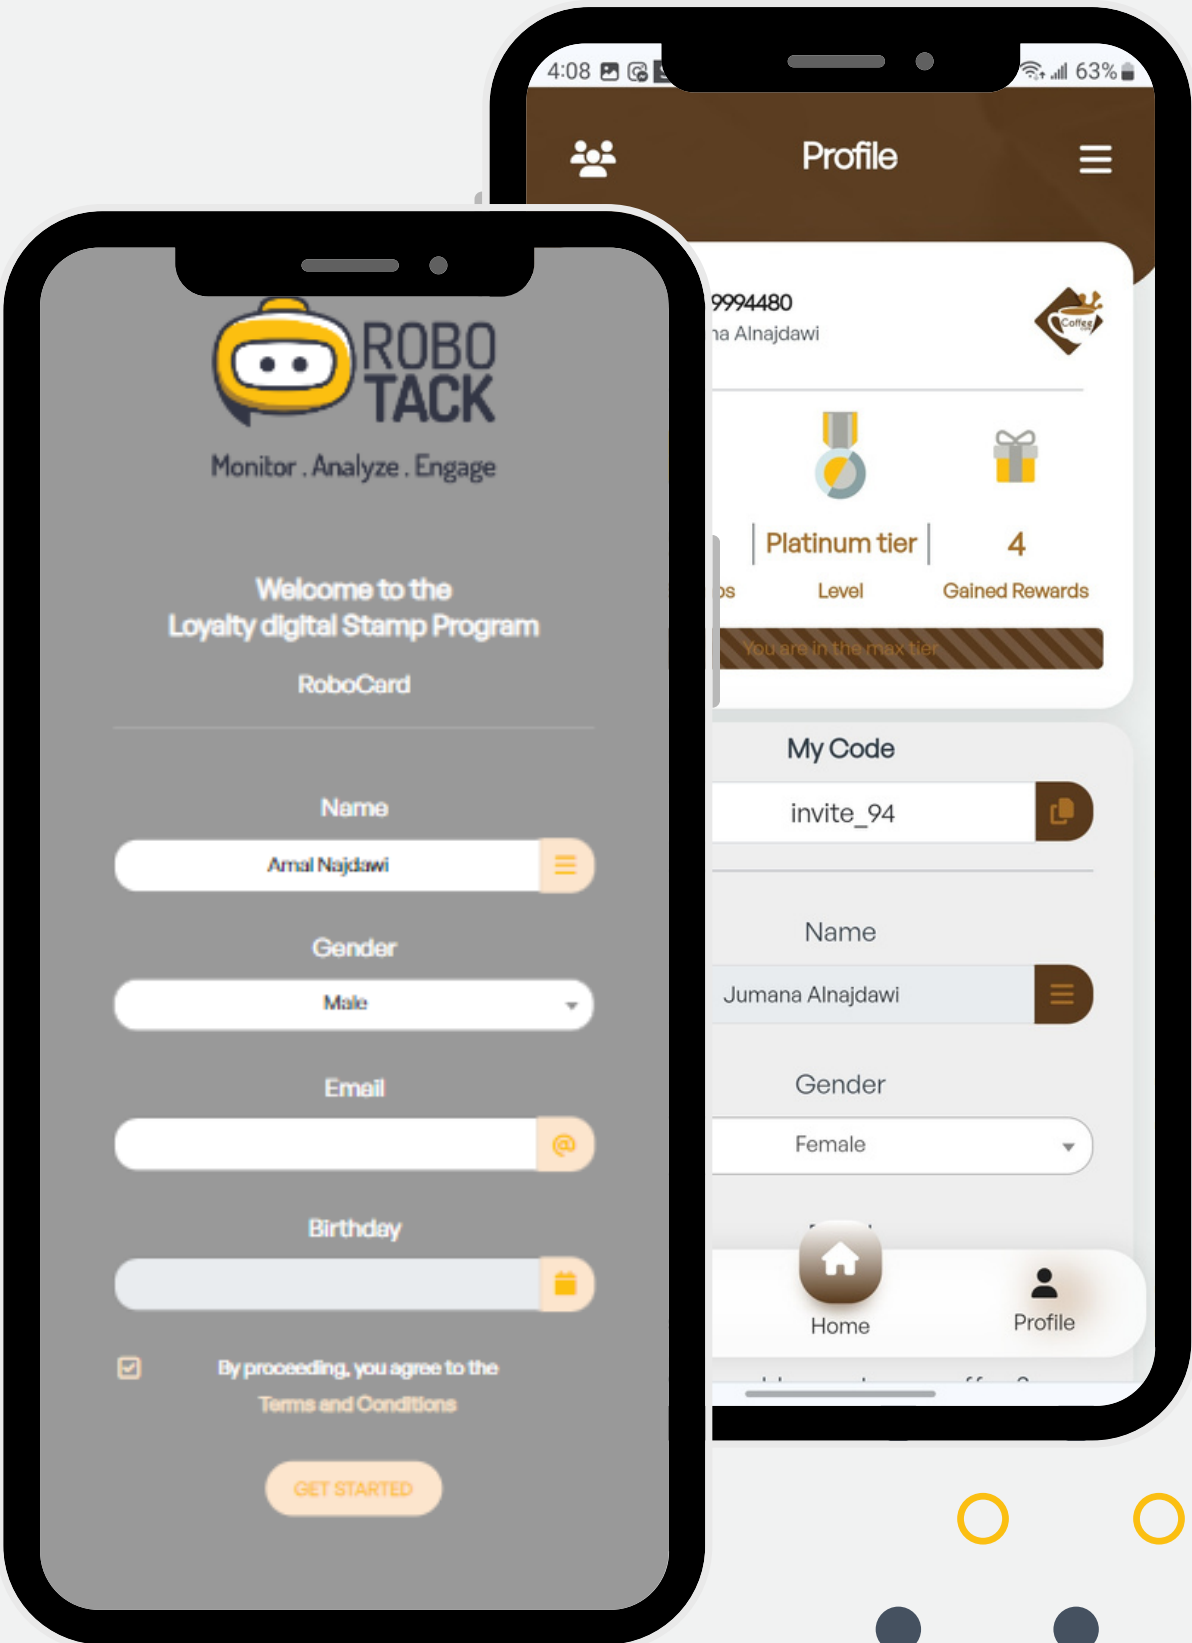 ROBO
TACK
Monitor . Analyze . Engage
Welcome to the
Loyalty digital Stamp Program
RoboCard
Name
Amal Najdawi
Gender
Male
Email
@
Birthday
By proceeding, you agree to the
Terms and Conditions
GET STARTED
4:08 63%
Profile
9994480
na Alnajdawi
Coffee
Platinum tier 4
Level Gained Rewards
You are in the max tier
My Code
invite_94
Name
Jumana Alnajdawi
Gender
Female
Home
Profile